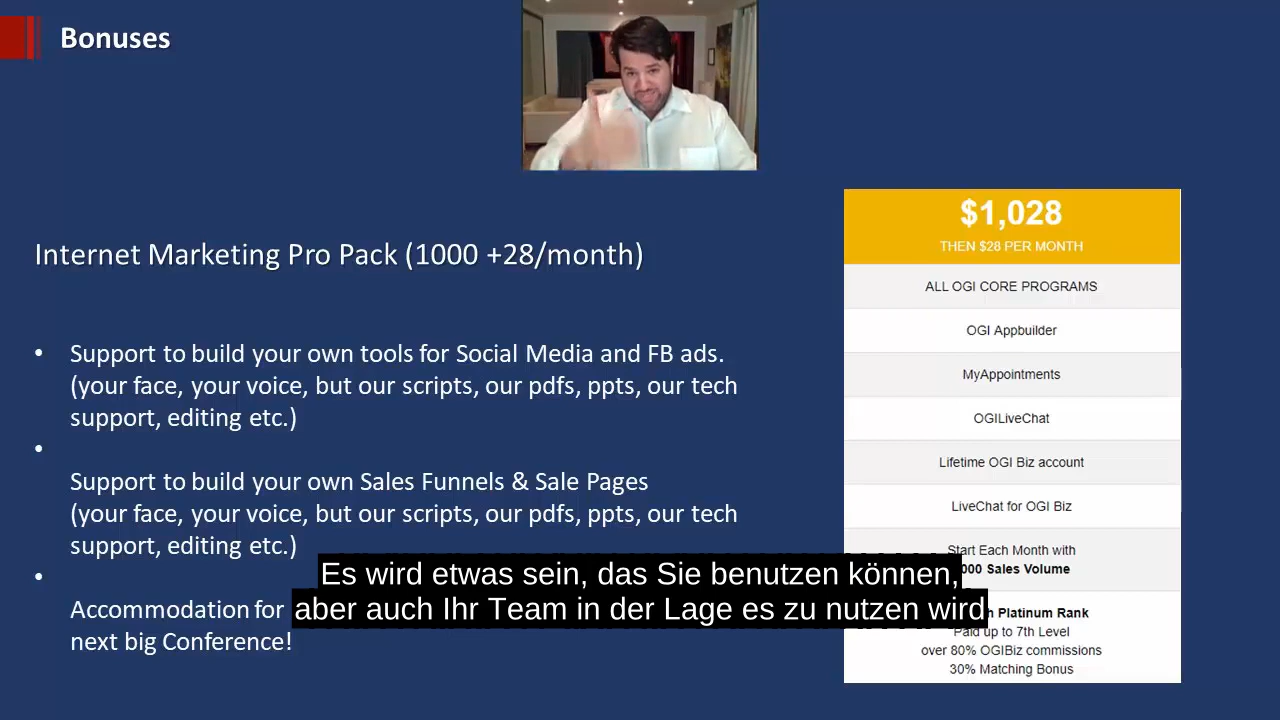 Bonuses
Internet Marketing Pro Pack (1000 +28/month)
• Support to build your own tools for Social Media and FB ads.
(your face, your voice, but our scripts, our pdfs, ppts, our tech
support, editing etc.)
•
Support to build your own Sales Funnels & Sale Pages
(your face, your voice, but our scripts, our pdfs, ppts, our tech
support, editing etc.)
•
Accommodation for
next big Conference!
$1,028
THEN $28 PER MONTH
ALL OGI CORE PROGRAMS
OGI Appbuilder
MyAppointments
OGILiveChat
Lifetime OGI Biz account
LiveChat for OGI Biz
Start Each Month with
Sales Volume
Platinum Rank
Paid up to 7th Level
over 80% OGIBiz commissions
30% Matching Bonus
Es wird etwas sein, das Sie benutzen können,
aber auch Ihr Team in der Lage es zu nutzen wird